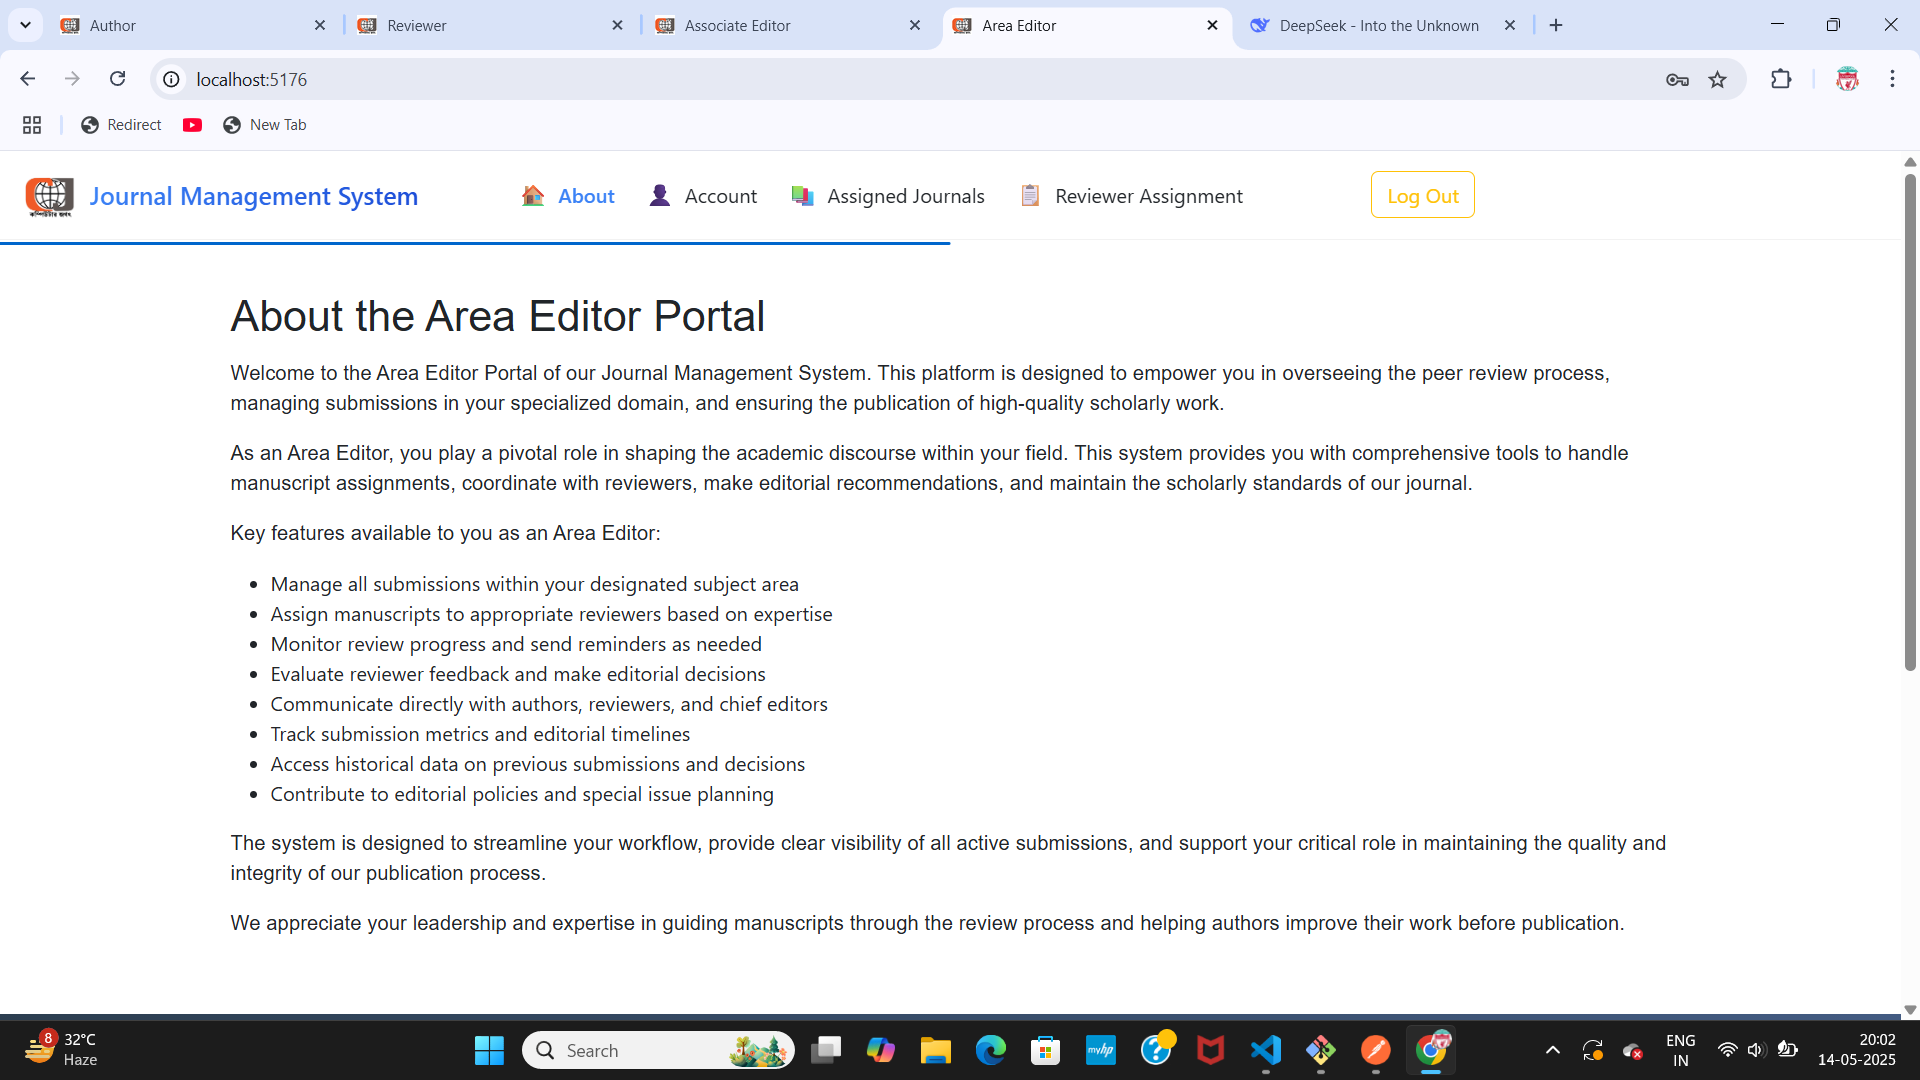 Author
Reviewer
Associate Editor
Area Editor
DeepSeek - Into the Unknown
localhost:5176
Redirect
New Tab
কম্পিউটার জগৎ
Journal Management System
About
Account
Assigned Journals
Reviewer Assignment
Log Out
About the Area Editor Portal
Welcome to the Area Editor Portal of our Journal Management System. This platform is designed to empower you in overseeing the peer review process,
managing submissions in your specialized domain, and ensuring the publication of high-quality scholarly work.
As an Area Editor, you play a pivotal role in shaping the academic discourse within your field. This system provides you with comprehensive tools to handle
manuscript assignments, coordinate with reviewers, make editorial recommendations, and maintain the scholarly standards of our journal.
Key features available to you as an Area Editor:
Manage all submissions within your designated subject area
Assign manuscripts to appropriate reviewers based on expertise
Monitor review progress and send reminders as needed
Evaluate reviewer feedback and make editorial decisions
Communicate directly with authors, reviewers, and chief editors
Track submission metrics and editorial timelines
Access historical data on previous submissions and decisions
Contribute to editorial policies and special issue planning
The system is designed to streamline your workflow, provide clear visibility of all active submissions, and support your critical role in maintaining the quality and
integrity of our publication process.
We appreciate your leadership and expertise in guiding manuscripts through the review process and helping authors improve their work before publication.
8
32°C
Haze
Search
myhp
ENG
IN
20:02
14-05-2025